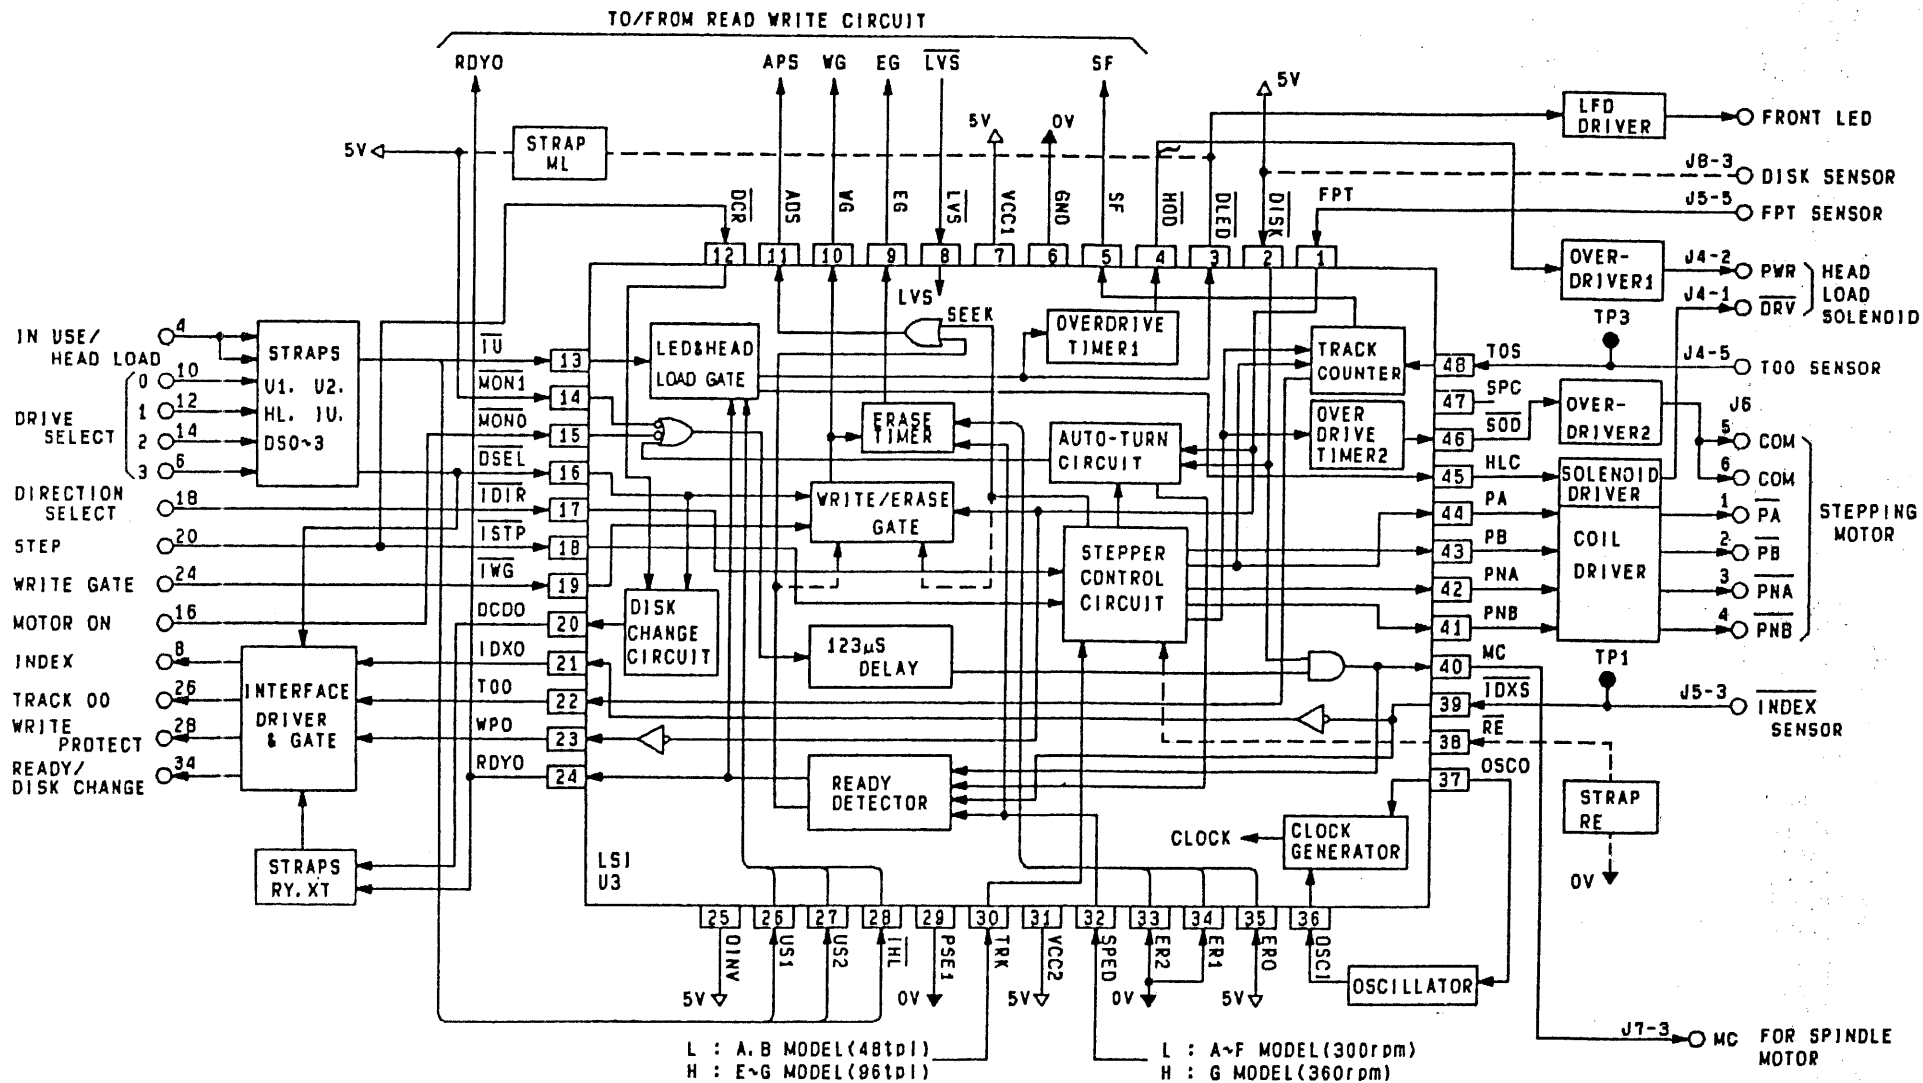 TO/FROM READ WRITE CIRCUIT
RDYO
APS
WG
EG
LVS
SF
5V
5V
0V
5V
STRAP
ML
LED
DRIVER
FRONT LED
J8-3
DISK SENSOR
J5-5
FPT SENSOR
DCR
ADS
WG
EG
LVS
VCC1
GND
SF
HOD
DLED
DISK
FPT
12
11
10
9
8
7
6
5
4
3
2
1
OVER-
DRIVER1
J4-2
PWR
J4-1
DRV
HEAD
LOAD
SOLENOID
LVS
SEEK
IN USE/
HEAD LOAD
4
DRIVE
SELECT
0
10
1
12
2
14
3
6
STRAPS
U1. U2.
HL. IU.
DS0~3
IU
13
MON1
14
MONO
15
DSEL
16
IDIR
17
ISTP
18
IWG
19
DCDO
20
IDXO
21
TOO
22
WPO
23
RDYO
24
LED&HEAD
LOAD GATE
OVERDRIVE
TIMER1
TRACK
COUNTER
ERASE
TIMER
AUTO-TURN
CIRCUIT
OVER
DRIVE
TIMER2
WRITE/ERASE
GATE
STEPPER
CONTROL
CIRCUIT
DISK
CHANGE
CIRCUIT
123µS
DELAY
READY
DETECTOR
CLOCK
CLOCK
GENERATOR
LSI
U3
48
TOS
47
SPC
46
SOD
45
HLC
44
PA
43
PB
42
PNA
41
PNB
40
MC
39
IDXS
38
RE
37
OSCO
TP3
J4-5
TOO SENSOR
OVER-
DRIVER2
J6
5
COM
6
COM
SOLENOID
DRIVER
COIL
DRIVER
1
PA
2
PB
3
PNA
4
PNB
STEPPING
MOTOR
TP1
J5-3
INDEX
SENSOR
STRAP
RE
0V
DIRECTION
SELECT
18
STEP
20
WRITE GATE
24
MOTOR ON
16
INDEX
8
TRACK OO
26
WRITE
PROTECT
28
READY/
DISK CHANGE
34
INTERFACE
DRIVER
& GATE
STRAPS
RY.XT
25
26
27
28
29
30
31
32
33
34
35
36
OINV
US1
US2
IHL
PSE1
TRK
VCC2
SPED
ER2
ER1
ERO
OSCI
5V
0V
5V
0V
5V
OSCILLATOR
L : A.B MODEL(48tpi)
H : E~G MODEL(96tpi)
L : A~F MODEL(300rpm)
H : G MODEL(360rpm)
J7-3
MC
FOR SPINDLE
MOTOR